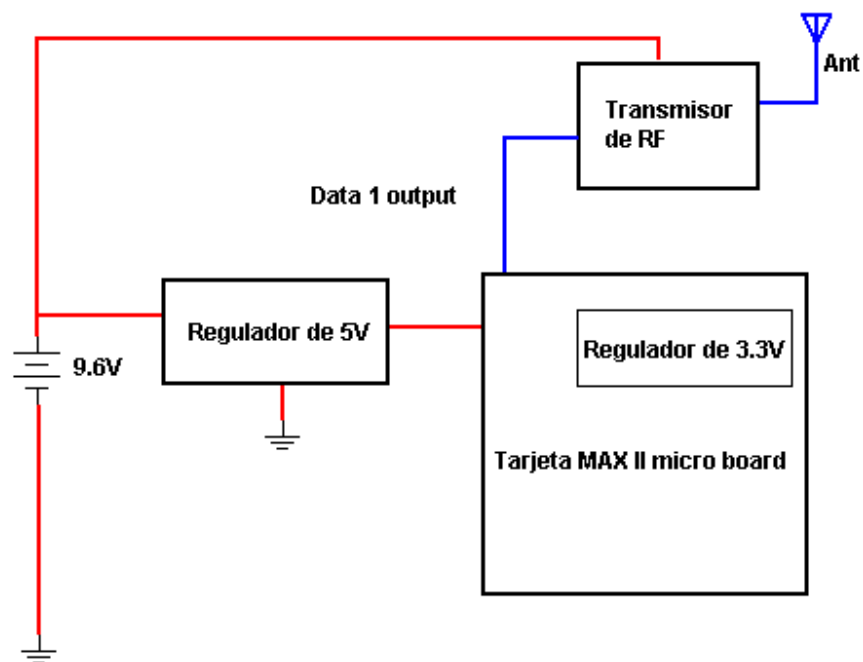 Ant
Transmisor
de RF
Data 1 output
Regulador de 5V
Regulador de 3.3V
9.6V
Tarjeta MAX II micro board